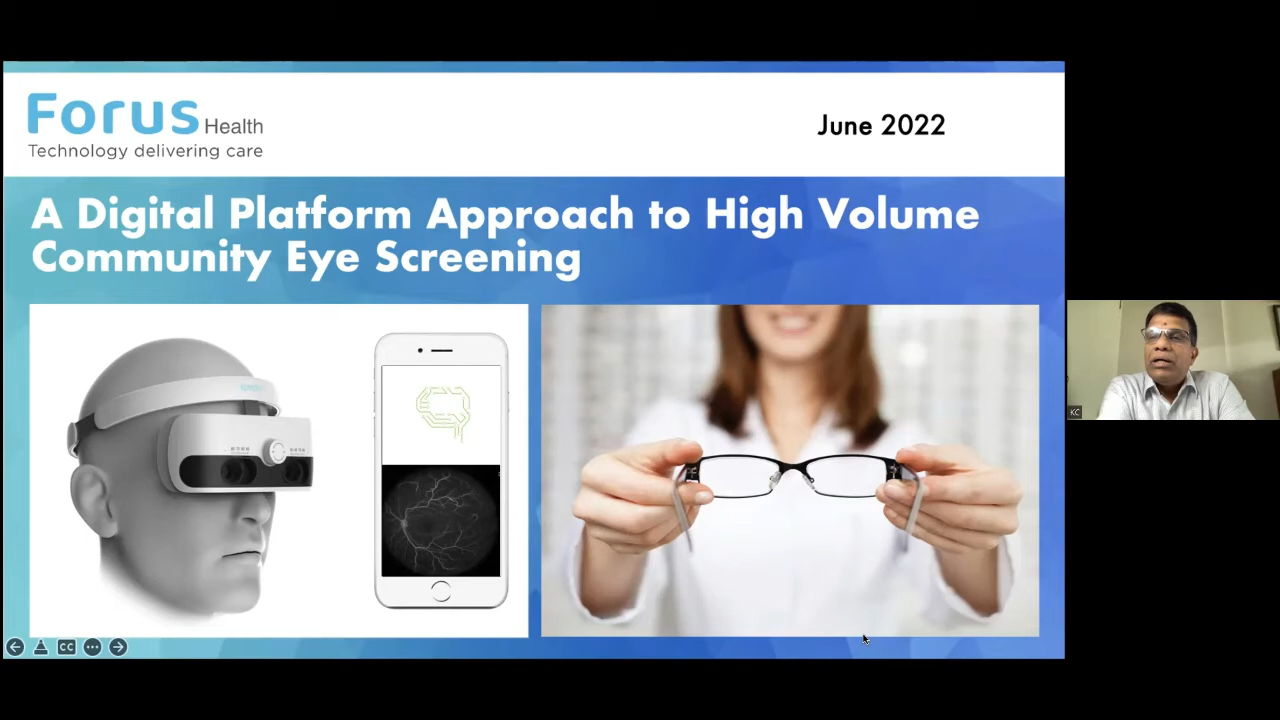 Forus Health
Technology delivering care
June 2022
A Digital Platform Approach to High Volume
Community Eye Screening
CC
KC